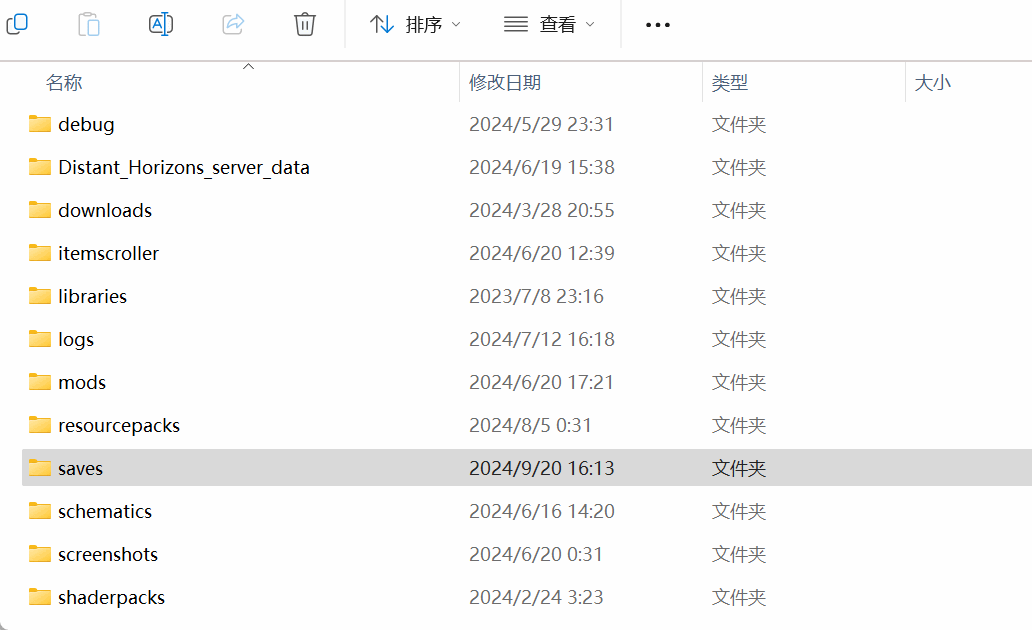 排序 查看
名称 修改日期 类型 大小
debug 2024/5/29 23:31 文件夹
Distant_Horizons_server_data 2024/6/19 15:38 文件夹
downloads 2024/3/28 20:55 文件夹
itemscroller 2024/6/20 12:39 文件夹
libraries 2023/7/8 23:16 文件夹
logs 2024/7/12 16:18 文件夹
mods 2024/6/20 17:21 文件夹
resourcepacks 2024/8/5 0:31 文件夹
saves 2024/9/20 16:13 文件夹
schematics 2024/6/16 14:20 文件夹
screenshots 2024/6/20 0:31 文件夹
shaderpacks 2024/2/24 3:23 文件夹